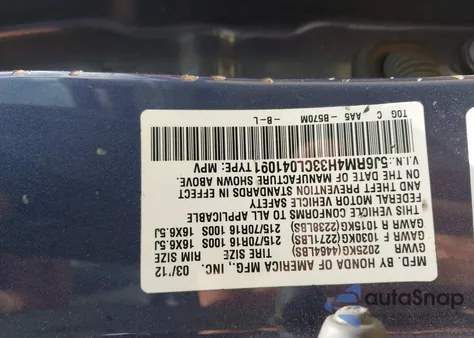 MFD. BY HONDA OF AMERICA MFG., INC. 03/12
GVWR 2025KG(4464LBS) TIRE SIZE RIM SIZE
GAWR F 1030KG(2271LBS) 215/70R16 100S 16X6.5J
GAWR R 1015KG(2238LBS) 215/70R16 100S 16X6.5J
THIS VEHICLE CONFORMS TO ALL APPLICABLE
FEDERAL MOTOR VEHICLE SAFETY
AND THEFT PREVENTION STANDARDS IN EFFECT
ON THE DATE OF MANUFACTURE SHOWN ABOVE.
V.I.N.: 5J6RM4H33CL041091 TYPE: MPV
TOG C AA5 -B570M -B-L
autoSnap